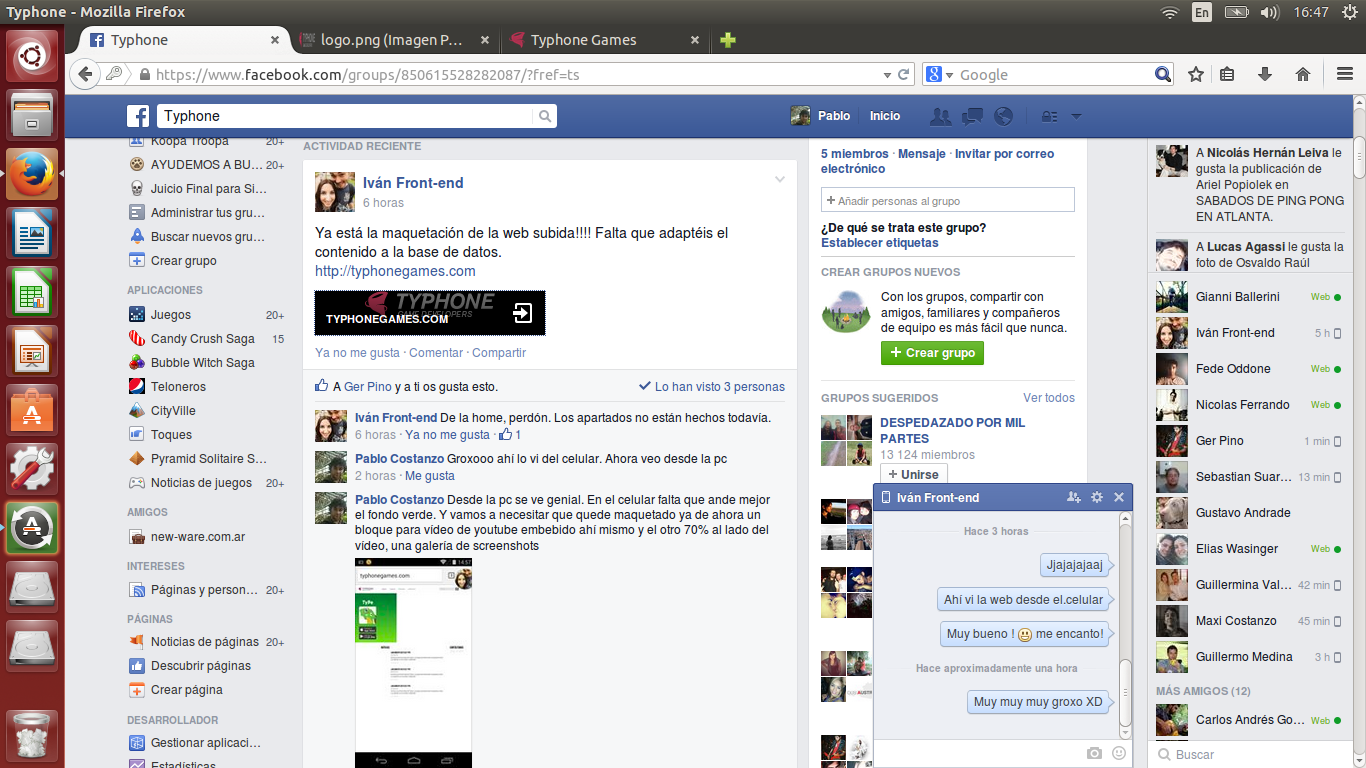 Typhone - Mozilla Firefox
En
16:47
Typhone
logo.png (Imagen P...
Typhone Games
https://www.facebook.com/groups/850615528282087/?fref=ts
Google
Typhone
Pablo
Inicio
Koopa Troopa 20+
AYUDEMOS A BU... 20+
Juicio Final para Si...
Administrar tus gru...
Buscar nuevos gru...
Crear grupo
APLICACIONES
Juegos 20+
Candy Crush Saga 15
Bubble Witch Saga
Teloneros
CityVille
Toques
Pyramid Solitaire S...
Noticias de juegos 20+
AMIGOS
new-ware.com.ar
INTERESES
Páginas y person... 20+
PÁGINAS
Noticias de páginas 20+
Descubrir páginas
Crear página
DESARROLLADOR
Gestionar aplicaci...
Estadísticas
ACTIVIDAD RECIENTE
Iván Front-end
6 horas
Ya está la maquetación de la web subida!!!! Falta que adaptéis el
contenido a la base de datos.
http://typhonegames.com
TYPHONE
GAME DEVELOPERS
TYPHONEGAMES.COM
Ya no me gusta · Comentar · Compartir
A Ger Pino y a ti os gusta esto.
Lo han visto 3 personas
Iván Front-end De la home, perdón. Los apartados no están hechos todavía.
6 horas · Ya no me gusta · 1
Pablo Costanzo Groxooo ahí lo vi del celular. Ahora veo desde la pc
2 horas · Me gusta
Pablo Costanzo Desde la pc se ve genial. En el celular falta que ande mejor
el fondo verde. Y vamos a necesitar que quede maquetado ya de ahora un
bloque para vídeo de youtube embebido ahí mismo y el otro 70% al lado del
vídeo, una galería de screenshots
14:57
typhonegames.com
5 miembros · Mensaje · Invitar por correo
electrónico
+ Añadir personas al grupo
¿De qué se trata este grupo?
Establecer etiquetas
CREAR GRUPOS NUEVOS
Con los grupos, compartir con
amigos, familiares y compañeros
de equipo es más fácil que nunca.
+ Crear grupo
GRUPOS SUGERIDOS
Ver todos
DESPEDAZADO POR MIL
PARTES
13 124 miembros
+ Unirse
Iván Front-end
Hace 3 horas
Jjajajajaaj
Ahí vi la web desde el celular
Muy bueno ! me encanto!
Hace aproximadamente una hora
Muy muy muy groxo XD
A Nicolás Hernán Leiva le
gusta la publicación de
Ariel Popiolek en
SABADOS DE PING PONG
EN ATLANTA.
A Lucas Agassi le gusta la
foto de Osvaldo Raúl
Gianni Ballerini Web
Iván Front-end 5 h
Fede Oddone Web
Nicolas Ferrando Web
Ger Pino 1 min
Sebastian Suar... 13 min
Gustavo Andrade
Elias Wasinger Web
Guillermina Val... 42 min
Maxi Costanzo 45 min
Guillermo Medina 3 h
MÁS AMIGOS (12)
Carlos Andrés Go... Web
Buscar